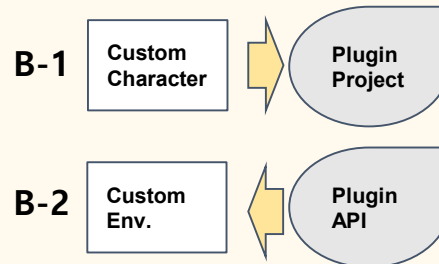 B-1
Custom
Character
Plugin
Project
B-2
Custom
Env.
Plugin
API